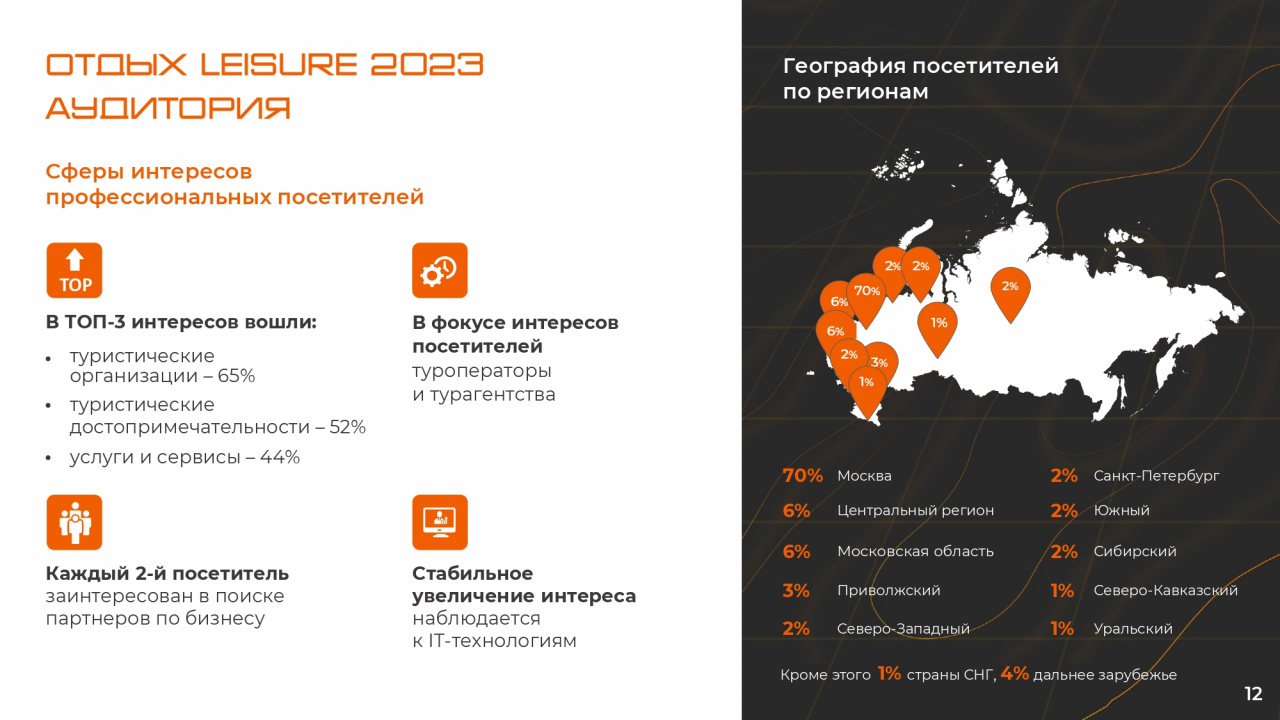 ОТДЫХ LEISURE 2023
АУДИТОРИЯ
Сферы интересов
профессиональных посетителей
TOP
В ТОП-3 интересов вошли:
• туристические
организации – 65%
• туристические
достопримечательности – 52%
• услуги и сервисы – 44%
В фокусе интересов
посетителей
туроператоры
и турагентства
Каждый 2-й посетитель
заинтересован в поиске
партнеров по бизнесу
Стабильное
увеличение интереса
наблюдается
к IT-технологиям
География посетителей
по регионам
2%
2%
70%
2%
6%
1%
6%
2%
3%
1%
70% Москва
6% Центральный регион
6% Московская область
3% Приволжский
2% Северо-Западный
2% Санкт-Петербург
2% Южный
2% Сибирский
1% Северо-Кавказский
1% Уральский
Кроме этого 1% страны СНГ, 4% дальнее зарубежье
12